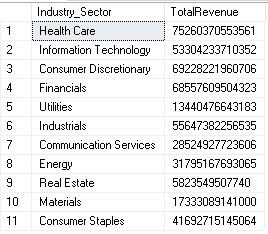 Industry_Sector TotalRevenue
1 Health Care 75260370553561
2 Information Technology 53304233710352
3 Consumer Discretionary 69228221960706
4 Financials 68557609504323
5 Utilities 13440476643183
6 Industrials 55647382256535
7 Communication Services 28524927723606
8 Energy 31795167693065
9 Real Estate 5823549507740
10 Materials 17333089141000
11 Consumer Staples 41692715145064